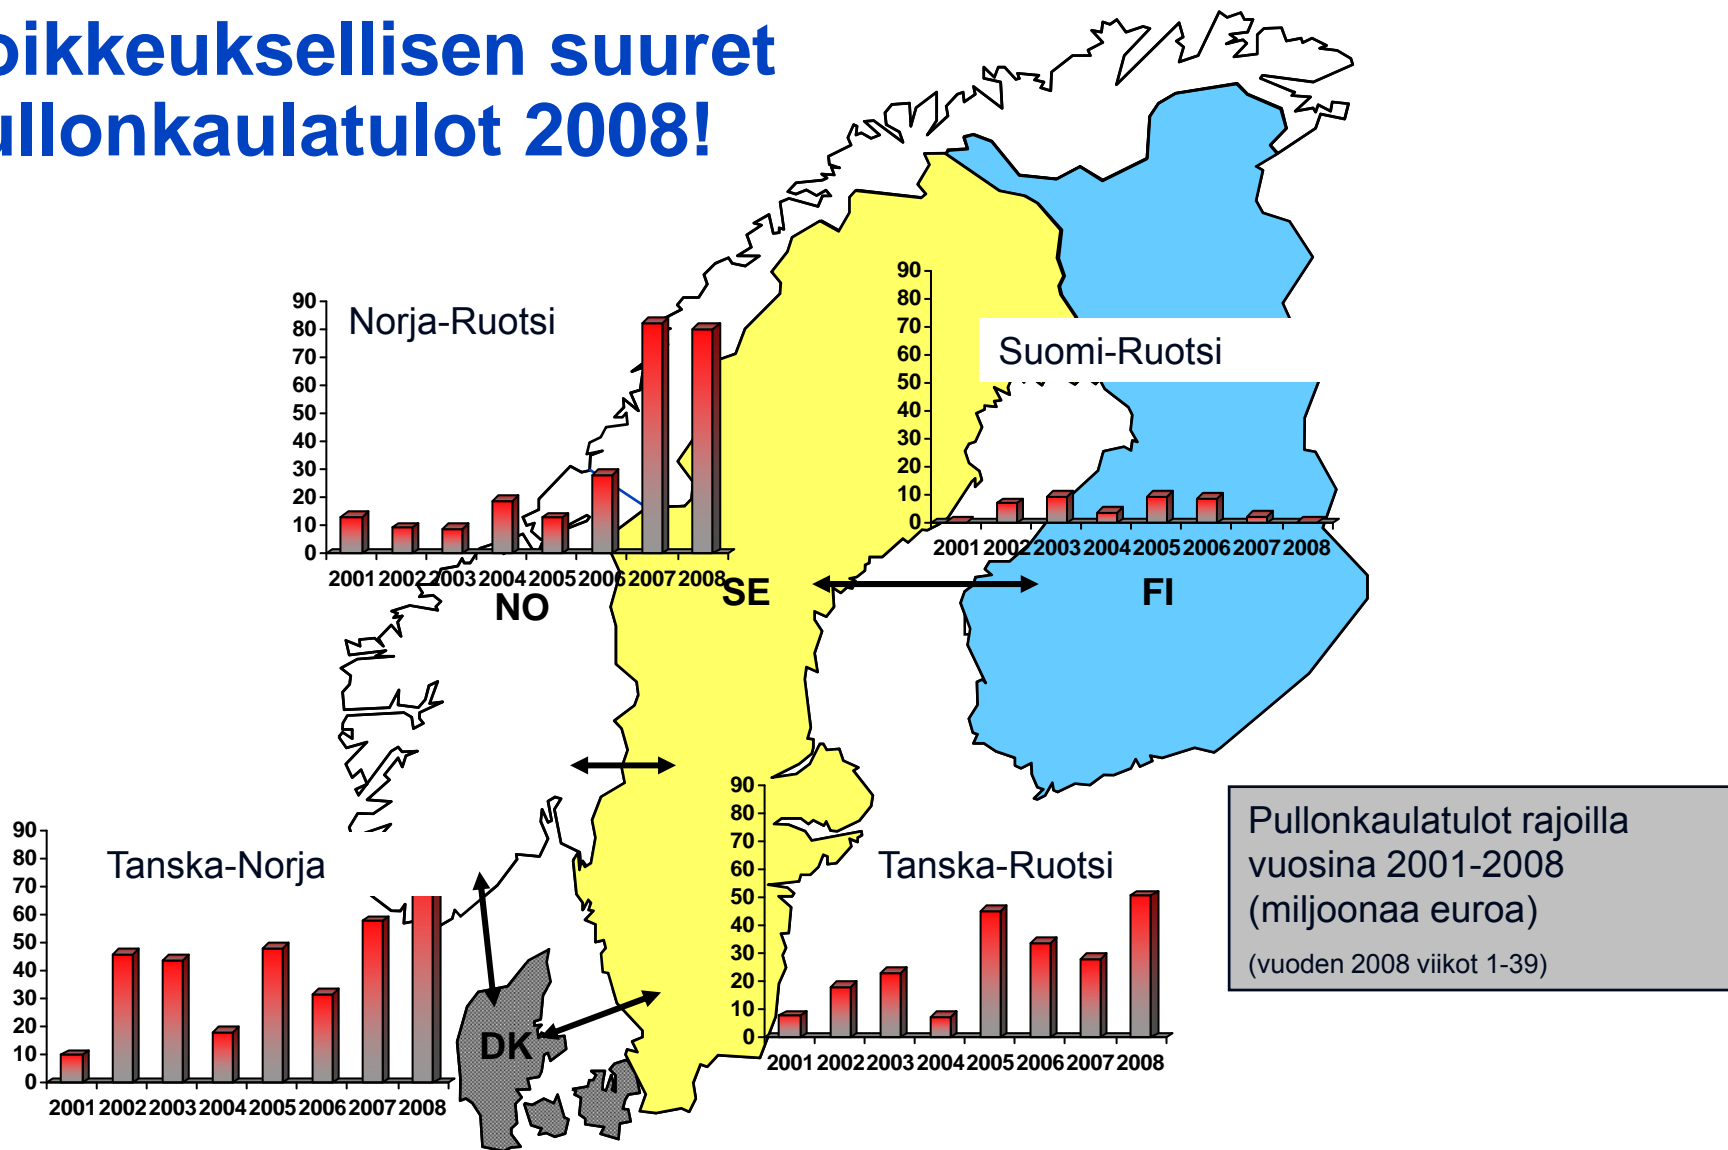 oikkeuksellisen suuret
ullonkaulatulot 2008!
Norja-Ruotsi
90
80
70
60
50
40
30
20
10
0
2001 2002 2003 2004 2005 2006 2007 2008
Suomi-Ruotsi
90
80
70
60
50
40
30
20
10
0
2001 2002 2003 2004 2005 2006 2007 2008
NO
SE
FI
Tanska-Norja
90
80
70
60
50
40
30
20
10
0
2001 2002 2003 2004 2005 2006 2007 2008
DK
Tanska-Ruotsi
90
80
70
60
50
40
30
20
10
0
2001 2002 2003 2004 2005 2006 2007 2008
Pullonkaulatulot rajoilla
vuosina 2001-2008
(miljoonaa euroa)
(vuoden 2008 viikot 1-39)